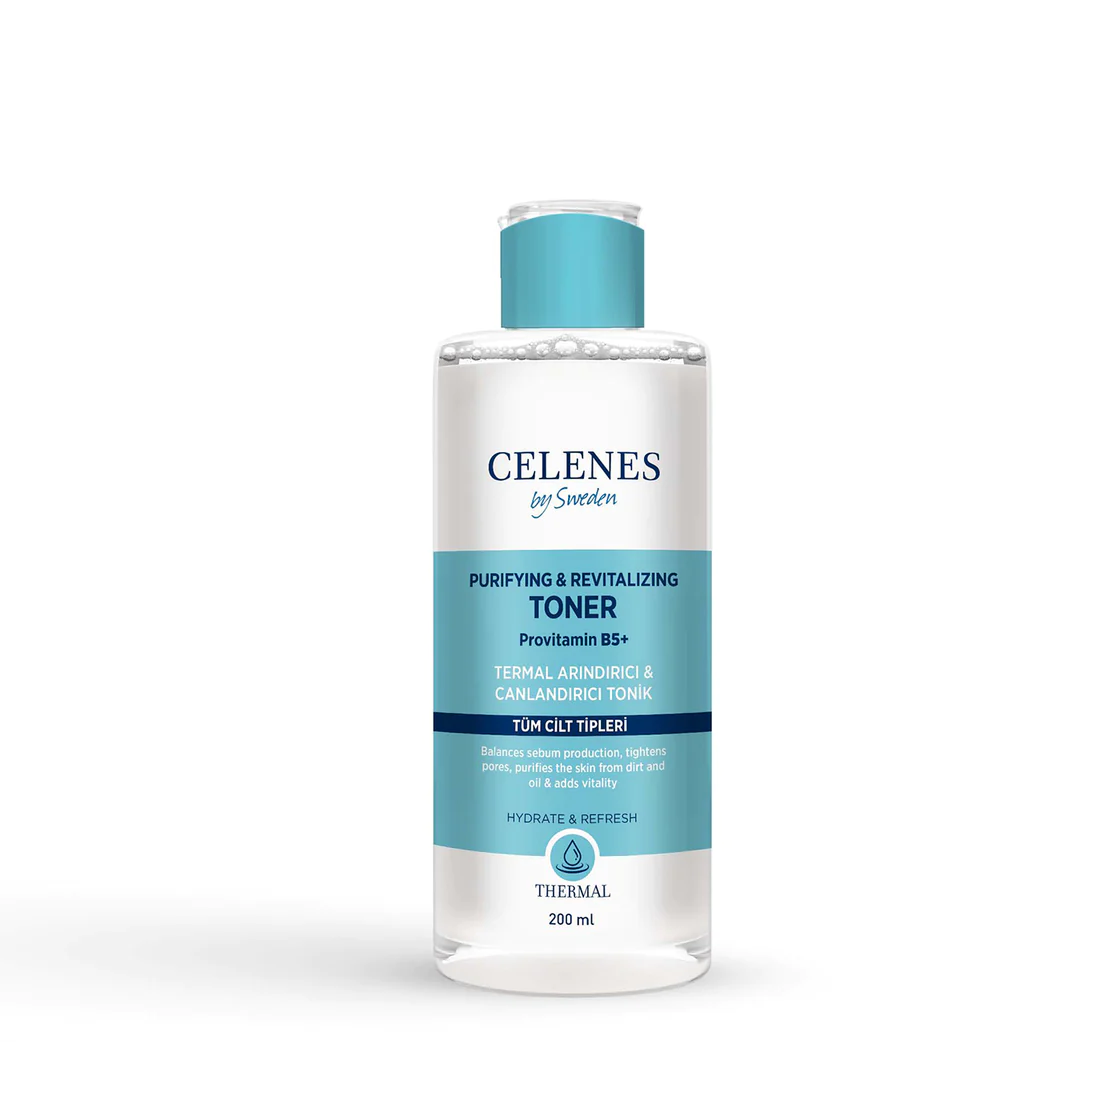 CELENES
by Sweden
PURIFYING & REVITALIZING
TONER
Provitamin B5+
TERMAL ARINDIRICI &
CANLANDIRICI TONİK
TÜM CİLT TİPLERİ
Balances sebum production, tightens
pores, purifies the skin from dirt and
oil & adds vitality
HYDRATE & REFRESH
THERMAL
200 ml